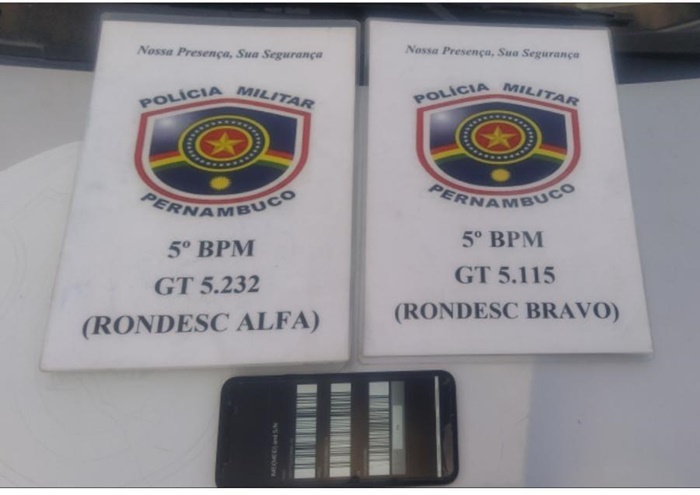 Nossa Presença, Sua Segurança
POLÍCIA MILITAR
PERNAMBUCO
5º BPM
GT 5.232
(RONDESC ALFA)
Nossa Presença, Sua Segurança
POLÍCIA MILITAR
PERNAMBUCO
5º BPM
GT 5.115
(RONDESC BRAVO)